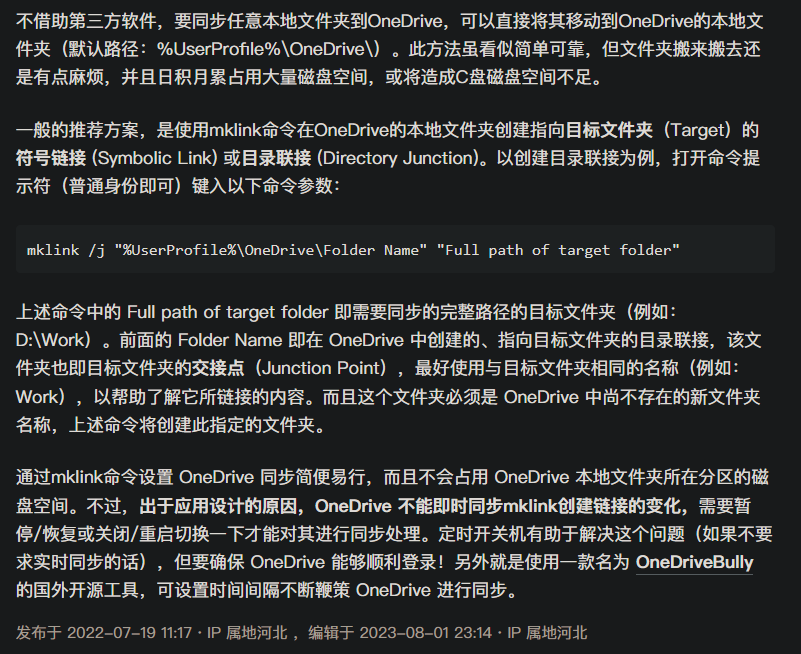 不借助第三方软件，要同步任意本地文件夹到OneDrive，可以直接将其移动到OneDrive的本地文
件夹（默认路径：%UserProfile%\OneDrive\）。此方法虽看似简单可靠，但文件夹搬来搬去还
是有点麻烦，并且日积月累占用大量磁盘空间，或将造成C盘磁盘空间不足。
一般的推荐方案，是使用mklink命令在OneDrive的本地文件夹创建指向目标文件夹（Target）的
符号链接 (Symbolic Link) 或目录联接 (Directory Junction)。以创建目录联接为例，打开命令提
示符（普通身份即可）键入以下命令参数：
mklink /j "%UserProfile%\OneDrive\Folder Name" "Full path of target folder"
上述命令中的 Full path of target folder 即需要同步的完整路径的目标文件夹（例如：
D:\Work）。前面的 Folder Name 即在 OneDrive 中创建的、指向目标文件夹的目录联接，该文
件夹也即目标文件夹的交接点（Junction Point），最好使用与目标文件夹相同的名称（例如：
Work），以帮助了解它所链接的内容。而且这个文件夹必须是 OneDrive 中尚不存在的新文件夹
名称，上述命令将创建此指定的文件夹。
通过mklink命令设置 OneDrive 同步简便易行，而且不会占用 OneDrive 本地文件夹所在分区的磁
盘空间。不过，出于应用设计的原因，OneDrive 不能即时同步mklink创建链接的变化，需要暂
停/恢复或关闭/重启切换一下才能对其进行同步处理。定时开关机有助于解决这个问题（如果不要
求实时同步的话），但要确保 OneDrive 能够顺利登录！另外就是使用一款名为 OneDriveBully
的国外开源工具，可设置时间间隔不断鞭策 OneDrive 进行同步。
发布于 2022-07-19 11:17・IP 属地河北 ，编辑于 2023-08-01 23:14・IP 属地河北